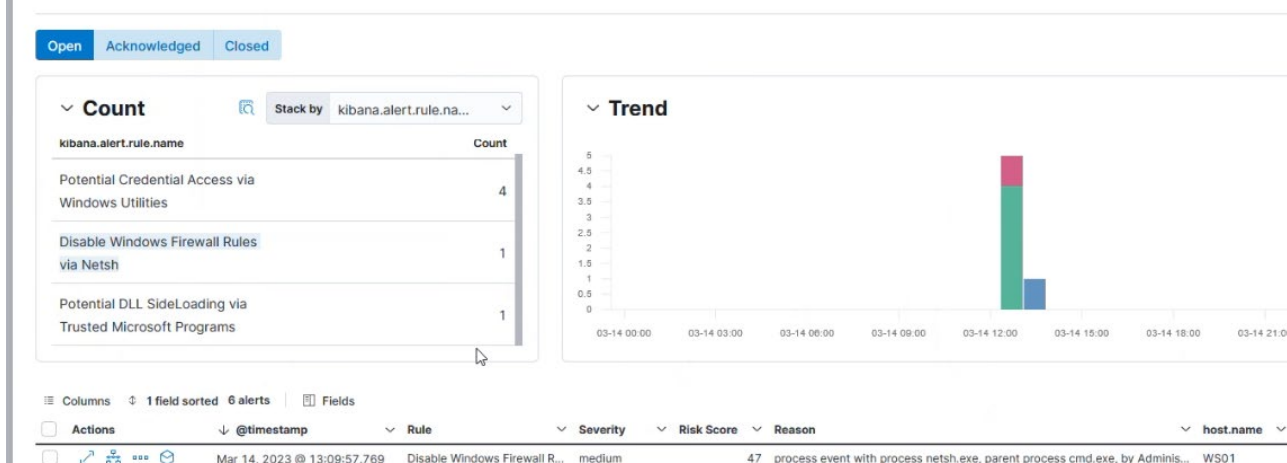 Open Acknowledged Closed
Count Stack by kibana.alert.rule.na...
kibana.alert.rule.name Count
Potential Credential Access via
Windows Utilities 4
Disable Windows Firewall Rules
via Netsh 1
Potential DLL SideLoading via
Trusted Microsoft Programs 1
Trend
5
4.5
4
3.5
3
2.5
2
1.5
1
0.5
0
03-14 00:00 03-14 03:00 03-14 06:00 03-14 09:00 03-14 12:00 03-14 15:00 03-14 18:00 03-14 21:0
Columns 1 field sorted 6 alerts Fields
Actions @timestamp Rule Severity Risk Score Reason host.name
Mar 14, 2023 @ 13:09:57.769 Disable Windows Firewall R... medium 47 process event with process netsh.exe, parent process cmd.exe, by Adminis... WS01